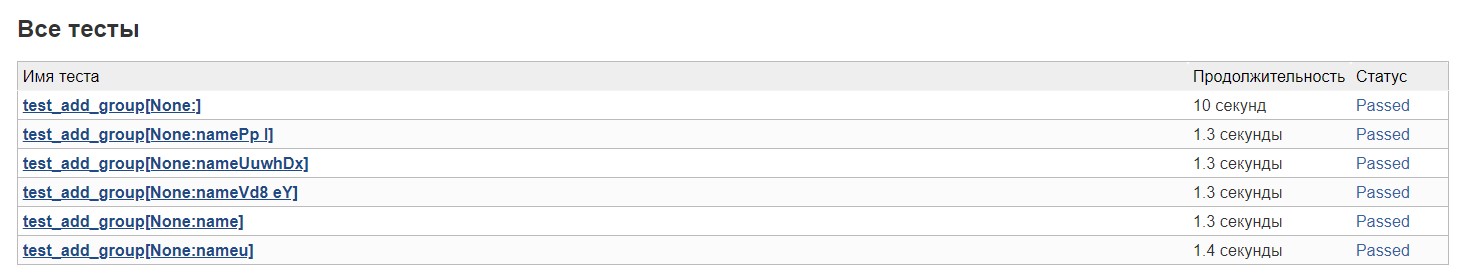 Все тесты
Имя теста Продолжительность Статус
test_add_group[None:] 10 секунд Passed
test_add_group[None:namePp l] 1.3 секунды Passed
test_add_group[None:nameUuwhDx] 1.3 секунды Passed
test_add_group[None:nameVd8 eY] 1.3 секунды Passed
test_add_group[None:name] 1.3 секунды Passed
test_add_group[None:nameu] 1.4 секунды Passed